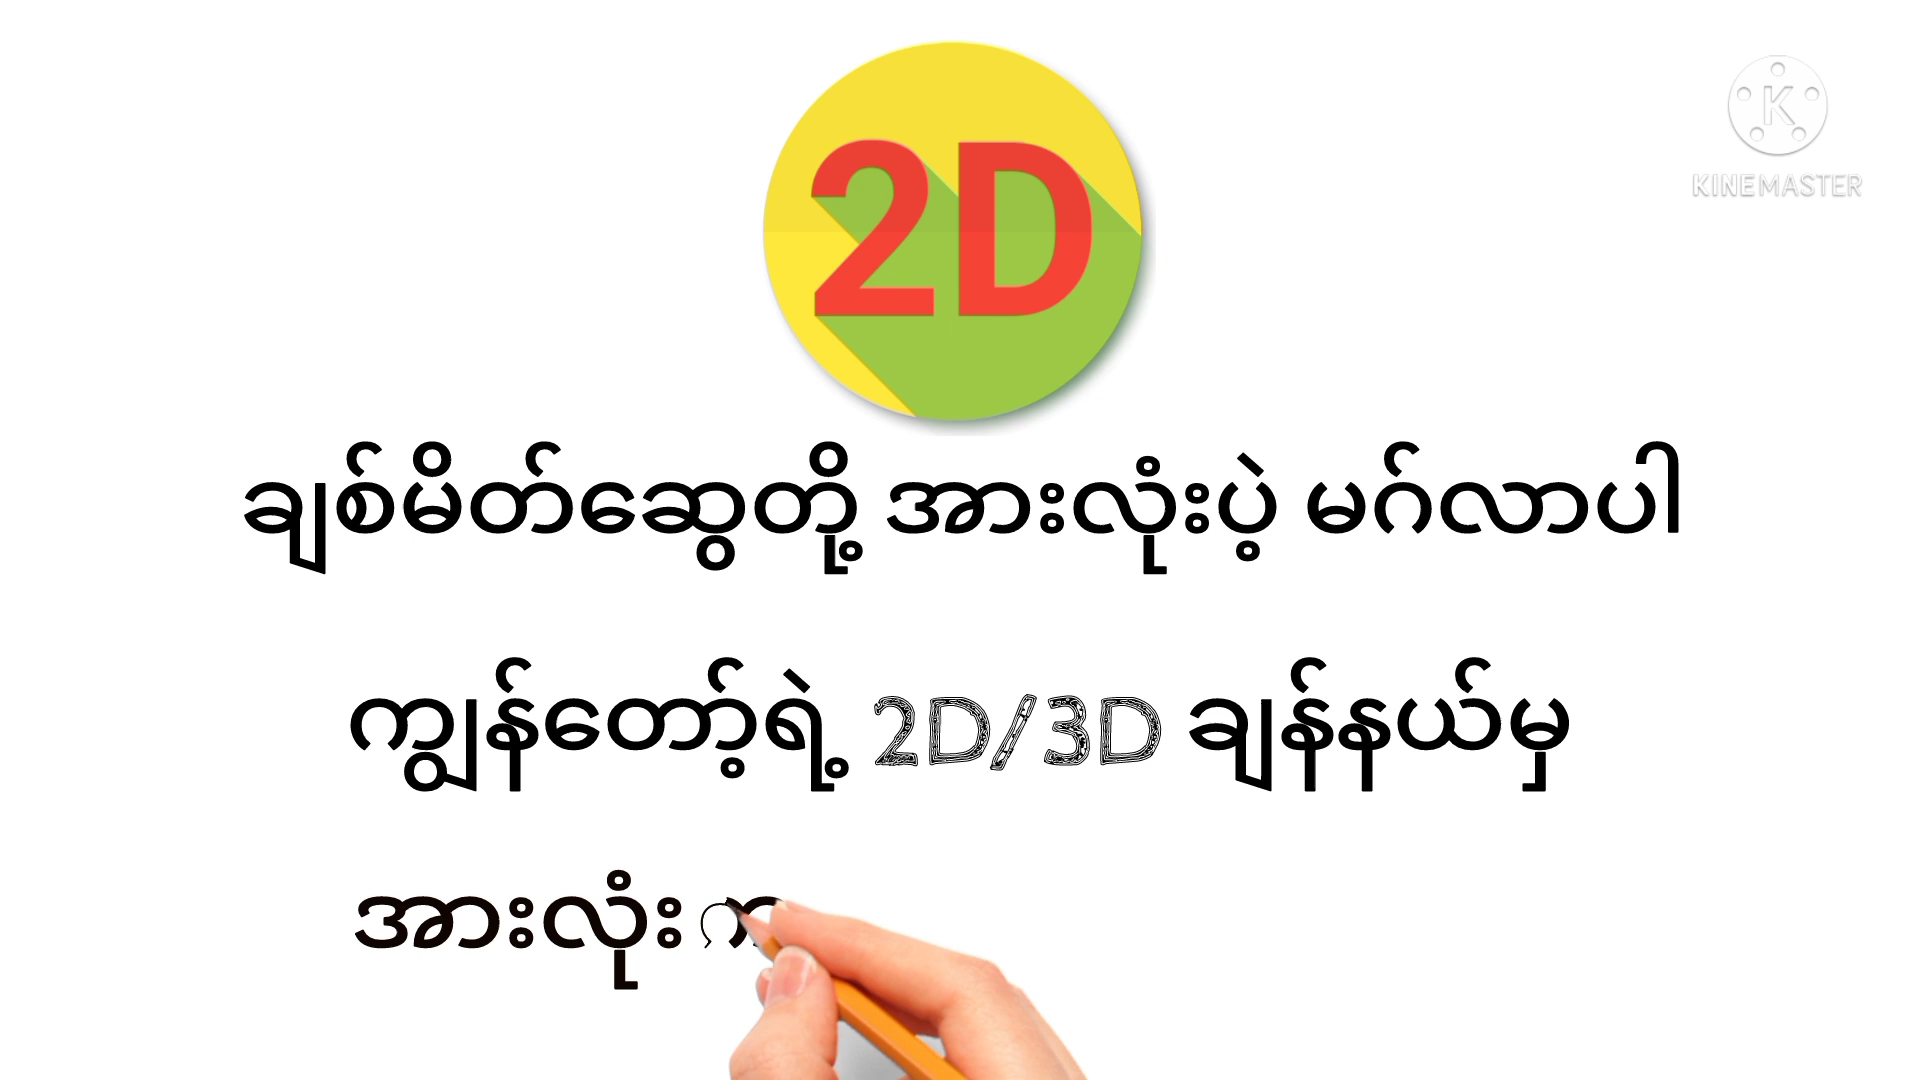 2D
KINEMASTER
ချစ်မိတ်ဆွေတို့ အားလုံးပဲ မဂ်လာပါ
ကျွန်တော့်ရဲ့ 2D/3D ချန်နယ်မှ
အားလုံး